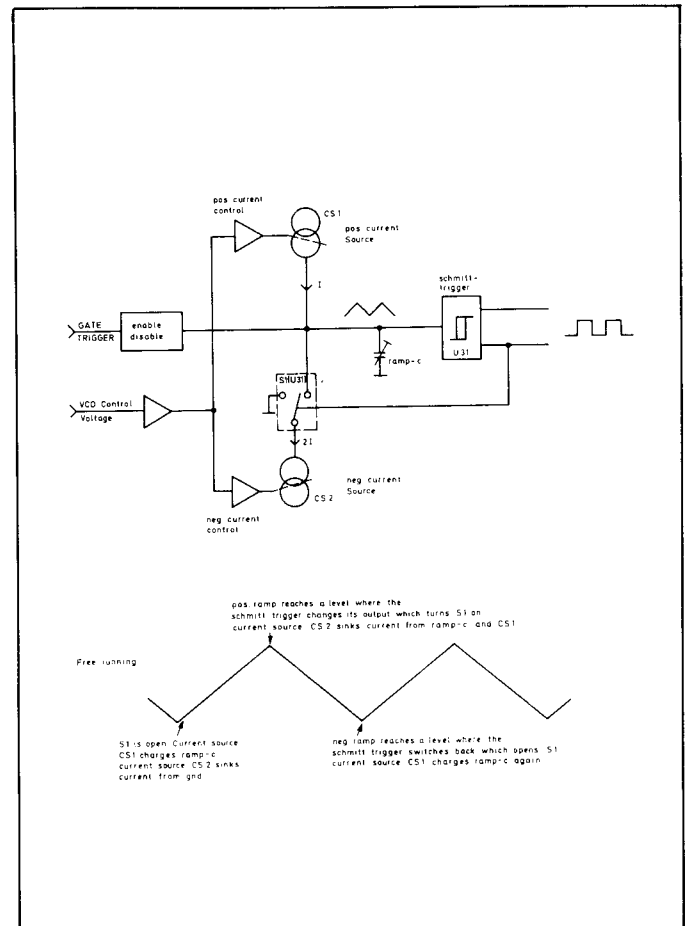 pos current
control
CS1
pos current
Source
I
schmitt-
trigger
GATE
TRIGGER
enable
disable
ramp-c
U31
S1(U31)
VCO Control
Voltage
2I
neg current
Source
CS2
neg current
control
pos. ramp reaches a level where the
schmitt trigger changes its output which turns S1 on
current source CS2 sinks current from ramp-c and CS1
Free running
S1 is open Current source
CS1 charges ramp-c
current source CS2 sinks
current from gnd
neg ramp reaches a level where the
schmitt trigger switches back which opens S1
current source CS1 charges ramp-c again